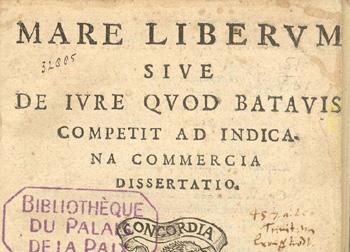 MARE LIBERVM
32805
SIVE
DE IVRE QVOD BATAVIS
COMPETIT AD INDICA-
NA COMMERCIA
DISSERTATIO.
BIBLIOTHÈQUE
DU PALAIS
DE LA PAIX
CONCORDIA